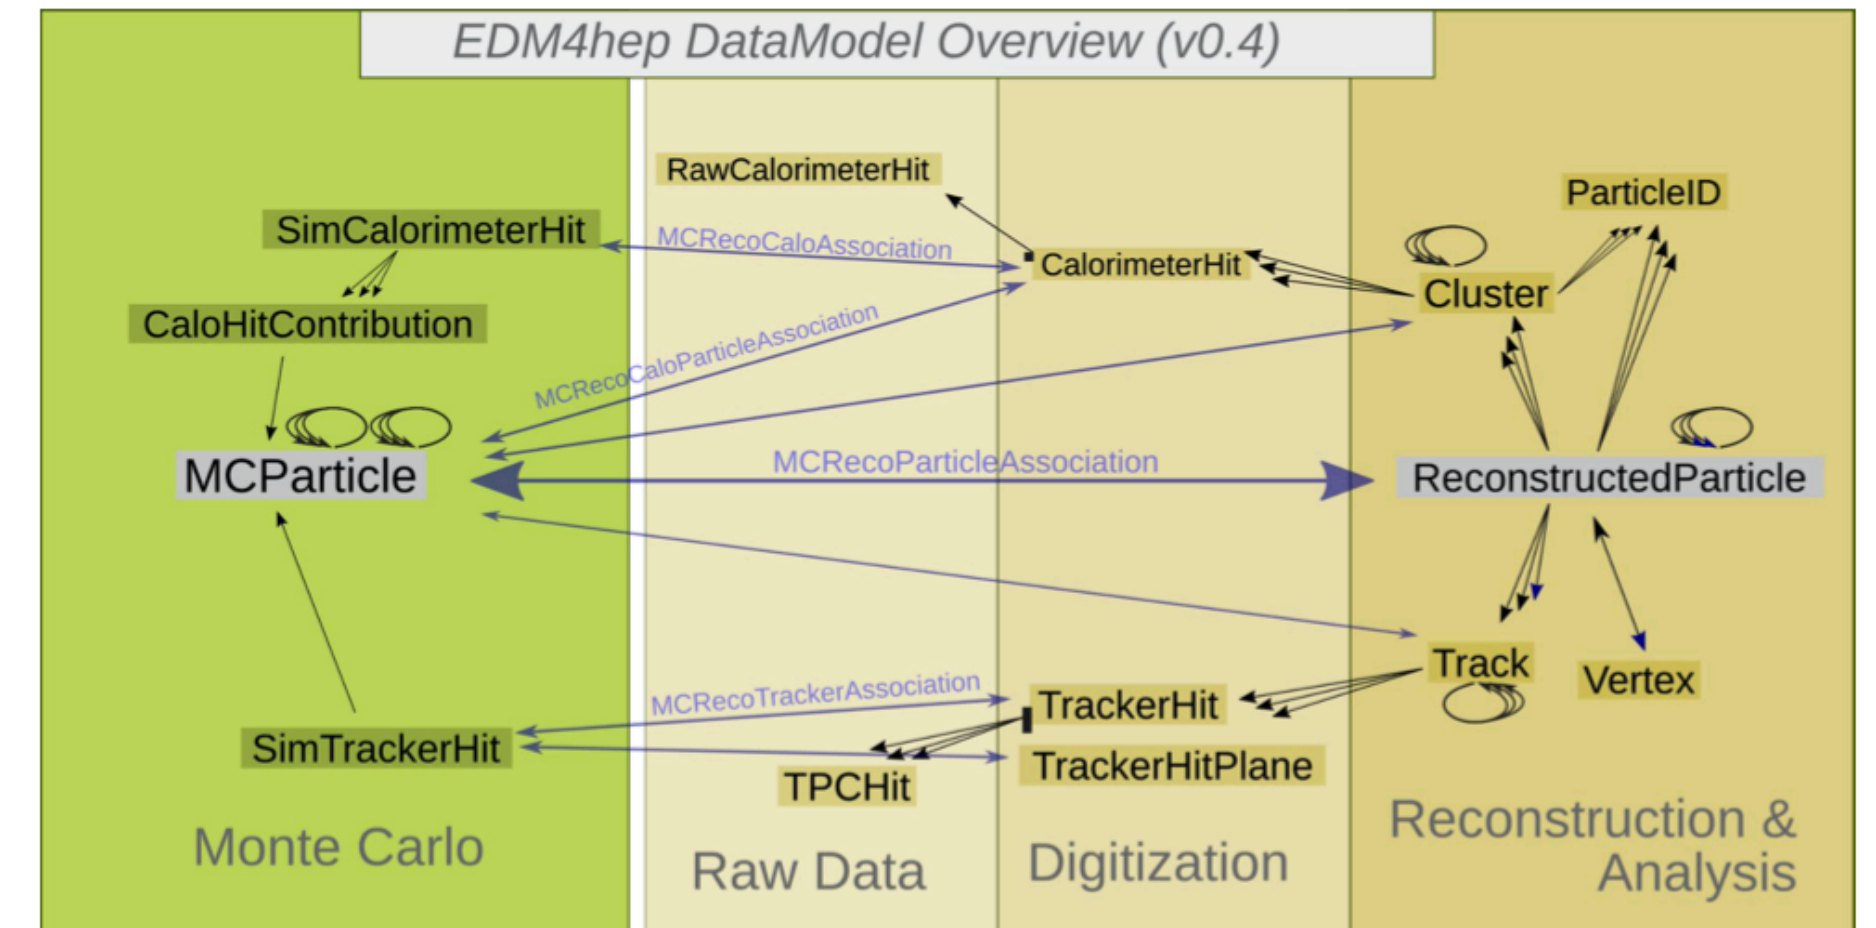 EDM4hep DataModel Overview (v0.4)
RawCalorimeterHit
ParticleID
SimCalorimeterHit
MCRecoCaloAssociation
CalorimeterHit
Cluster
CaloHitContribution
MCRecoCaloParticleAssociation
MCParticle
MCRecoParticleAssociation
ReconstructedParticle
Track
Vertex
MCRecoTrackerAssociation
TrackerHit
SimTrackerHit
TrackerHitPlane
TPCHit
Monte Carlo
Raw Data
Digitization
Reconstruction &
Analysis